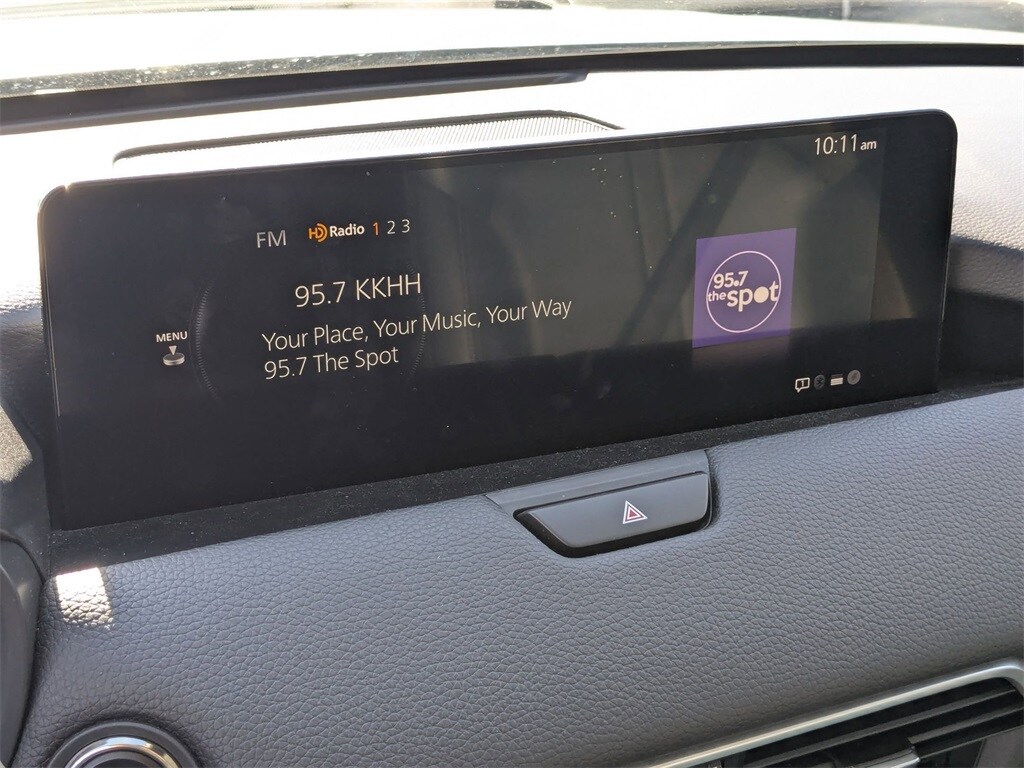 10:11 am
FM HD Radio 1 2 3
95.7 KKHH
Your Place, Your Music, Your Way
95.7 The Spot
MENU
95.7
the spot